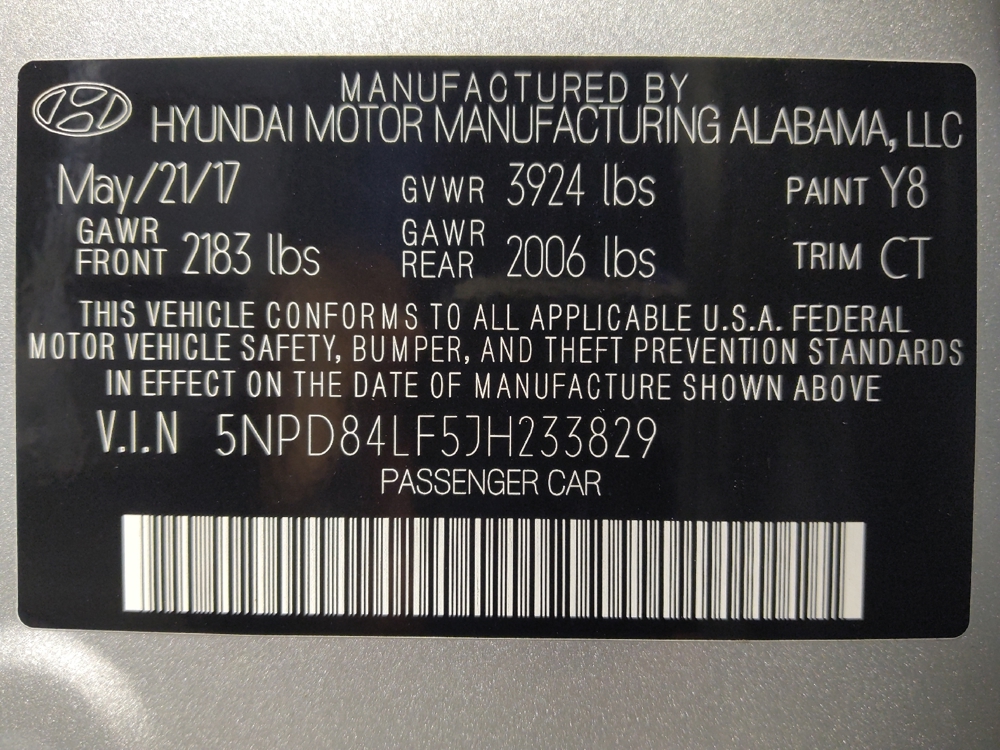 MANUFACTURED BY
HYUNDAI MOTOR MANUFACTURING ALABAMA, LLC
May/21/17 GVWR 3924 lbs PAINT Y8
GAWR FRONT 2183 lbs GAWR REAR 2006 lbs TRIM CT
THIS VEHICLE CONFORMS TO ALL APPLICABLE U.S.A. FEDERAL
MOTOR VEHICLE SAFETY, BUMPER, AND THEFT PREVENTION STANDARDS
IN EFFECT ON THE DATE OF MANUFACTURE SHOWN ABOVE
V.I.N 5NPD84LF5JH233829
PASSENGER CAR